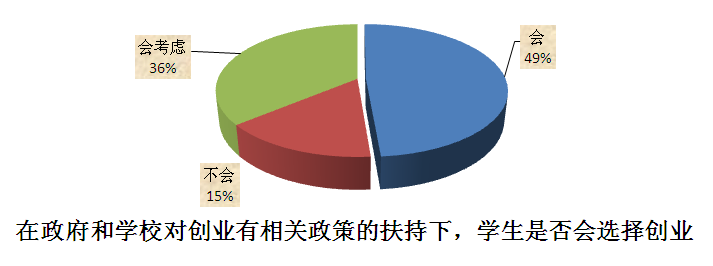 会
49%
会考虑
36%
不会
15%
在政府和学校对创业有相关政策的扶持下，学生是否会选择创业